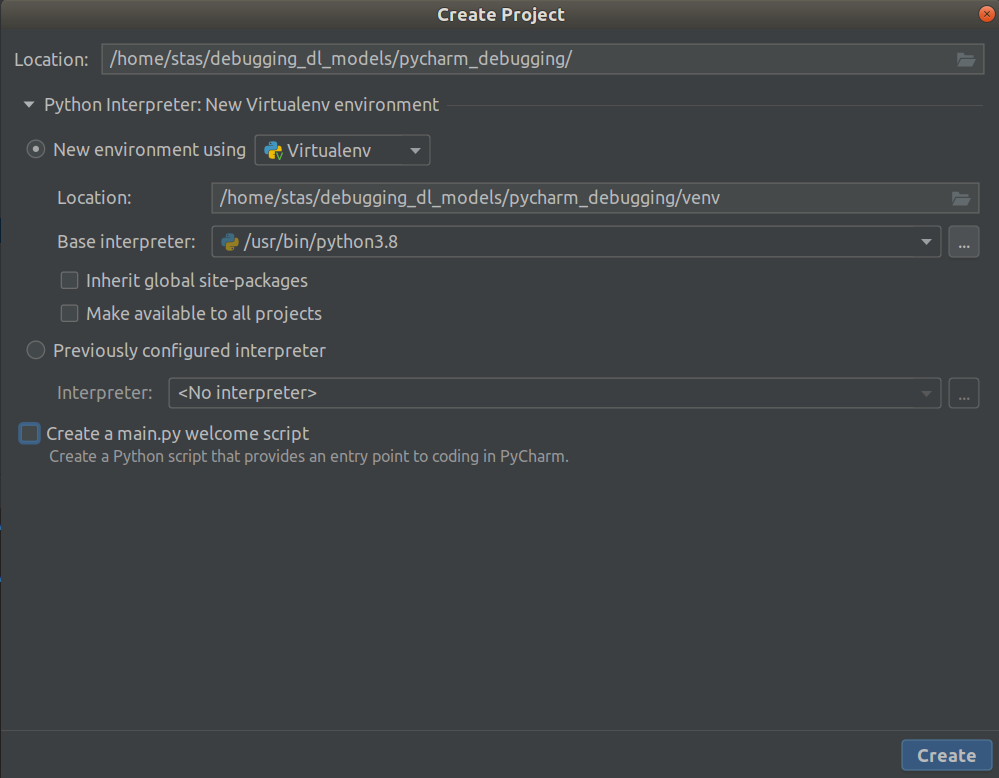 Create Project
Location: /home/stas/debugging_dl_models/pycharm_debugging/
Python Interpreter: New Virtualenv environment
New environment using Virtualenv
Location: /home/stas/debugging_dl_models/pycharm_debugging/venv
Base interpreter: /usr/bin/python3.8 ...
Inherit global site-packages
Make available to all projects
Previously configured interpreter
Interpreter: <No interpreter> ...
Create a main.py welcome script
Create a Python script that provides an entry point to coding in PyCharm.
Create